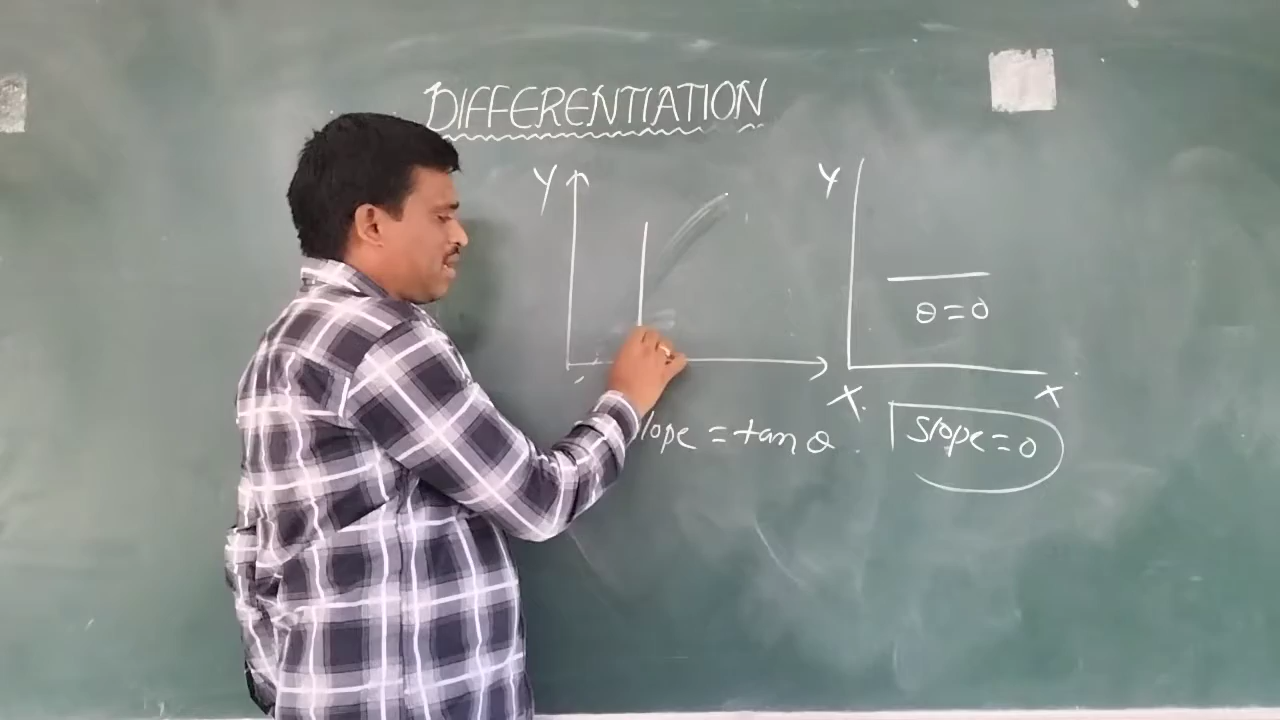 DIFFERENTIATION
Y
Y
θ = 0
X
X
lope = tan θ
slope = 0